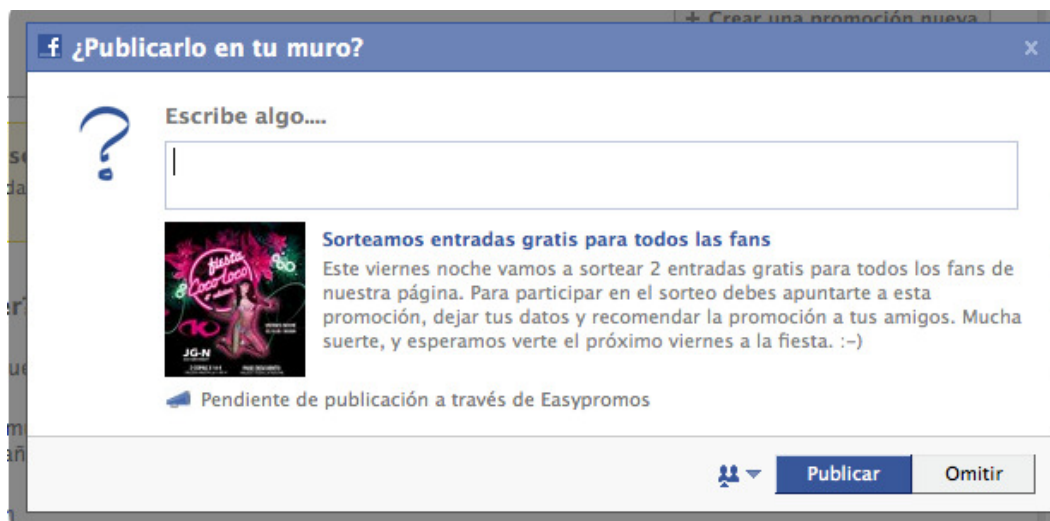 + Crear una promoción nueva
f ¿Publicarlo en tu muro? x
Escribe algo....
fiesta
Coco loco
JG-N
Sorteamos entradas gratis para todos las fans
Este viernes noche vamos a sortear 2 entradas gratis para todos los fans de
nuestra página. Para participar en el sorteo debes apuntarte a esta
promoción, dejar tus datos y recomendar la promoción a tus amigos. Mucha
suerte, y esperamos verte el próximo viernes a la fiesta. :-)
Pendiente de publicación a través de Easypromos
Publicar Omitir